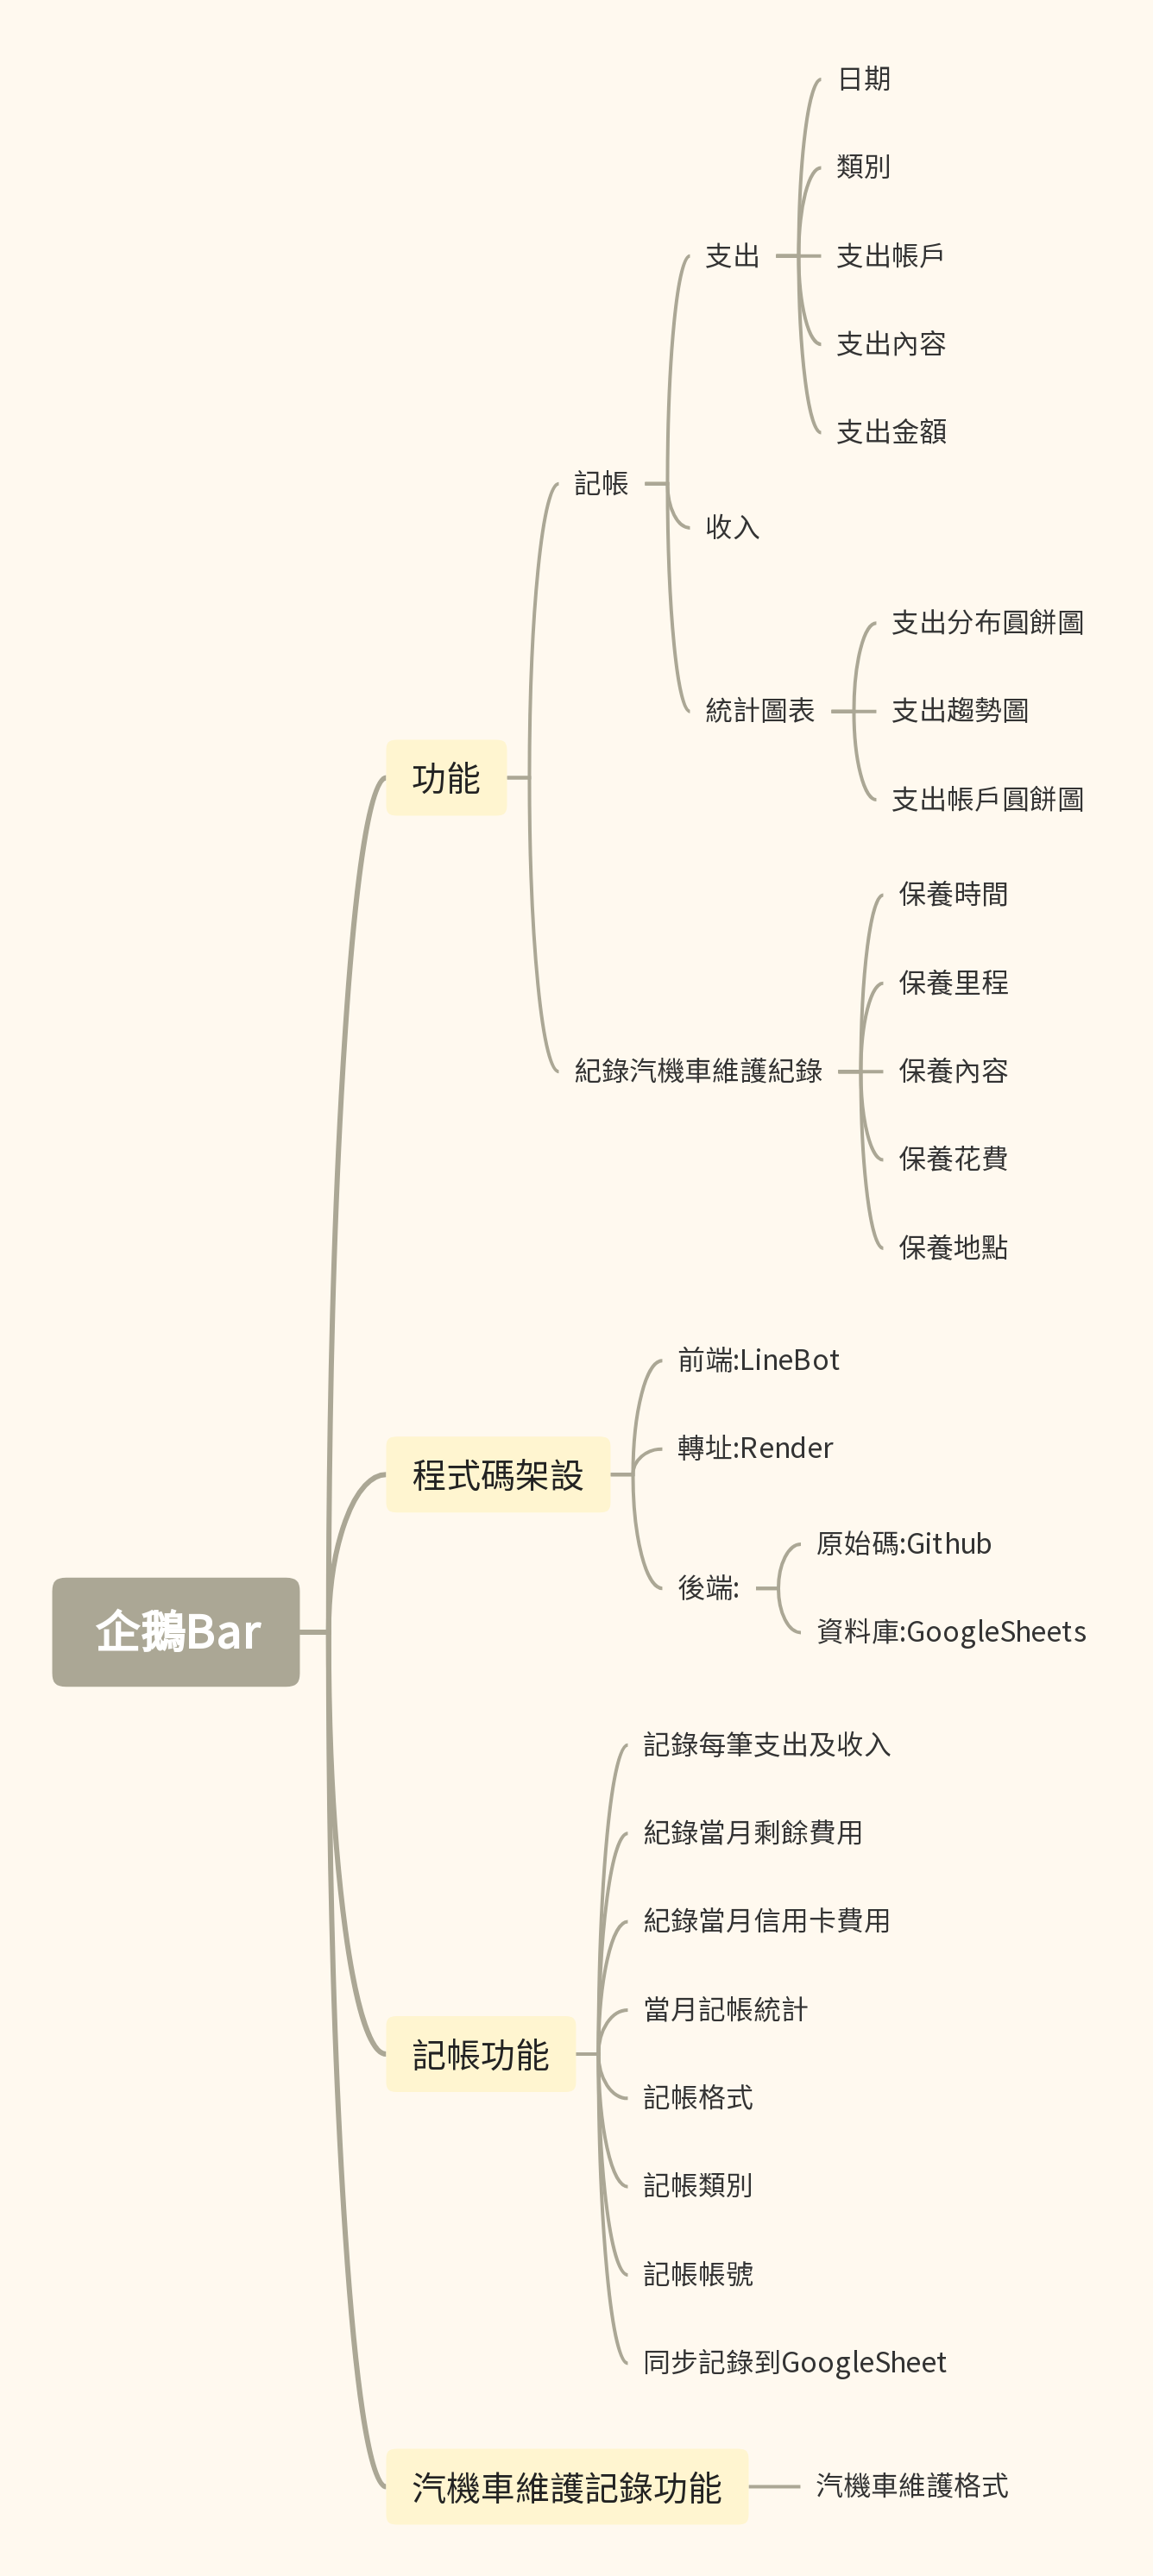 企鵝Bar
功能
記帳
支出
日期
類別
支出帳戶
支出內容
支出金額
收入
統計圖表
支出分布圓餅圖
支出趨勢圖
支出帳戶圓餅圖
紀錄汽機車維護紀錄
保養時間
保養里程
保養內容
保養花費
保養地點
程式碼架設
前端:LineBot
轉址:Render
後端:
原始碼:Github
資料庫:GoogleSheets
記帳功能
記錄每筆支出及收入
紀錄當月剩餘費用
紀錄當月信用卡費用
當月記帳統計
記帳格式
記帳類別
記帳帳號
同步記錄到GoogleSheet
汽機車維護記錄功能
汽機車維護格式